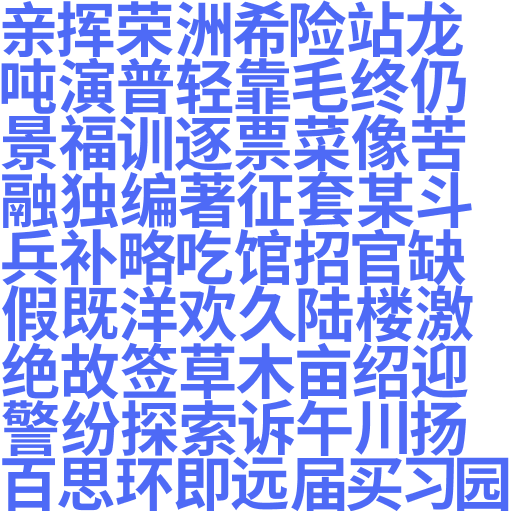 亲挥荣洲希险站龙
吨演普轻靠毛终仍
景福训逐票菜像苦
融独编著征套某斗
兵补略吃馆招官缺
假既洋欢久陆楼激
绝故签草木亩绍迎
警纷探索诉午川扬
百思环即远届买习园